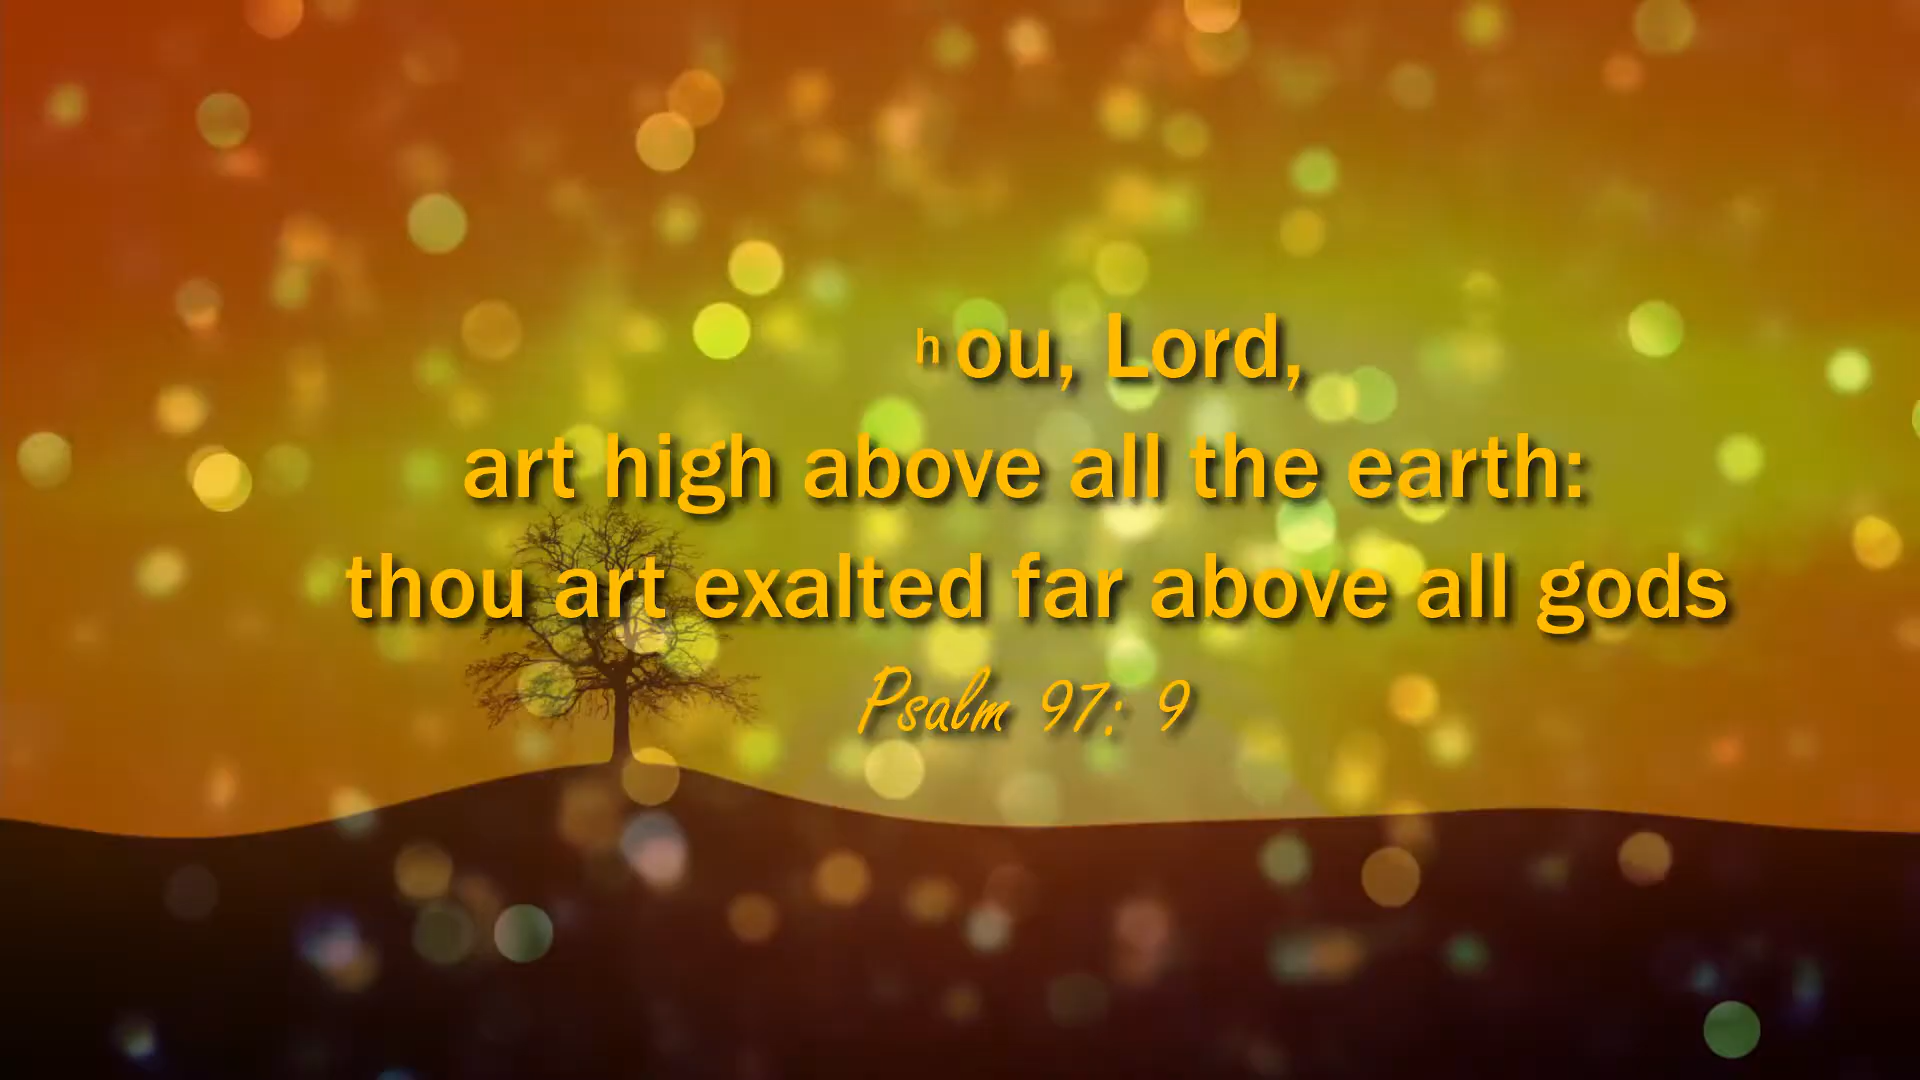 hou, Lord,
art high above all the earth:
thou art exalted far above all gods
Psalm 97: 9